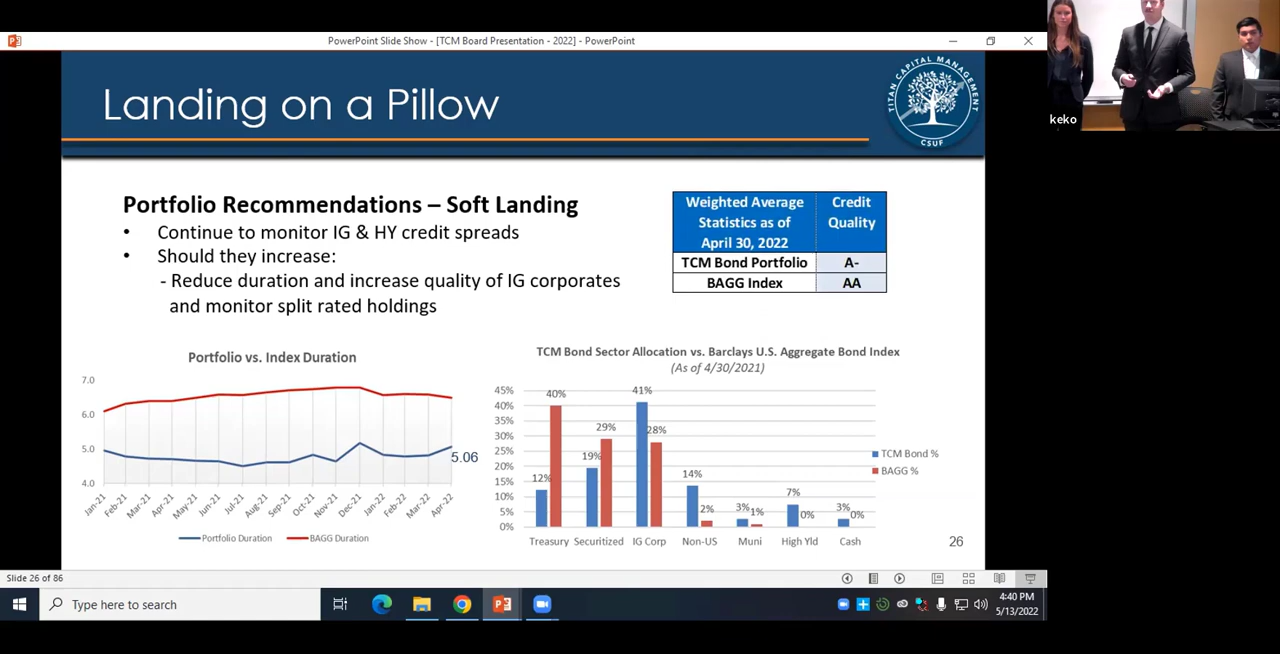 PowerPoint Slide Show - [TCM Board Presentation - 2022] - PowerPoint
Landing on a Pillow
TITAN CAPITAL MANAGEMENT
CSUF
keko
Portfolio Recommendations – Soft Landing
• Continue to monitor IG & HY credit spreads
• Should they increase:
- Reduce duration and increase quality of IG corporates
and monitor split rated holdings
Weighted Average Statistics as of April 30, 2022 Credit Quality
TCM Bond Portfolio A-
BAGG Index AA
Portfolio vs. Index Duration
7.0
6.0
5.0
4.0
5.06
Jan-21 Feb-21 Mar-21 Apr-21 May-21 Jun-21 Jul-21 Aug-21 Sep-21 Oct-21 Nov-21 Dec-21 Jan-22 Feb-22 Mar-22 Apr-22
Portfolio Duration BAGG Duration
TCM Bond Sector Allocation vs. Barclays U.S. Aggregate Bond Index
(As of 4/30/2021)
45%
40%
35%
30%
25%
20%
15%
10%
5%
0%
12% 40% 19% 29% 41% 28% 14% 2% 3% 1% 7% 0% 3% 0%
Treasury Securitized IG Corp Non-US Muni High Yld Cash
TCM Bond %
BAGG %
26
Slide 26 of 86
Type here to search
4:40 PM
5/13/2022